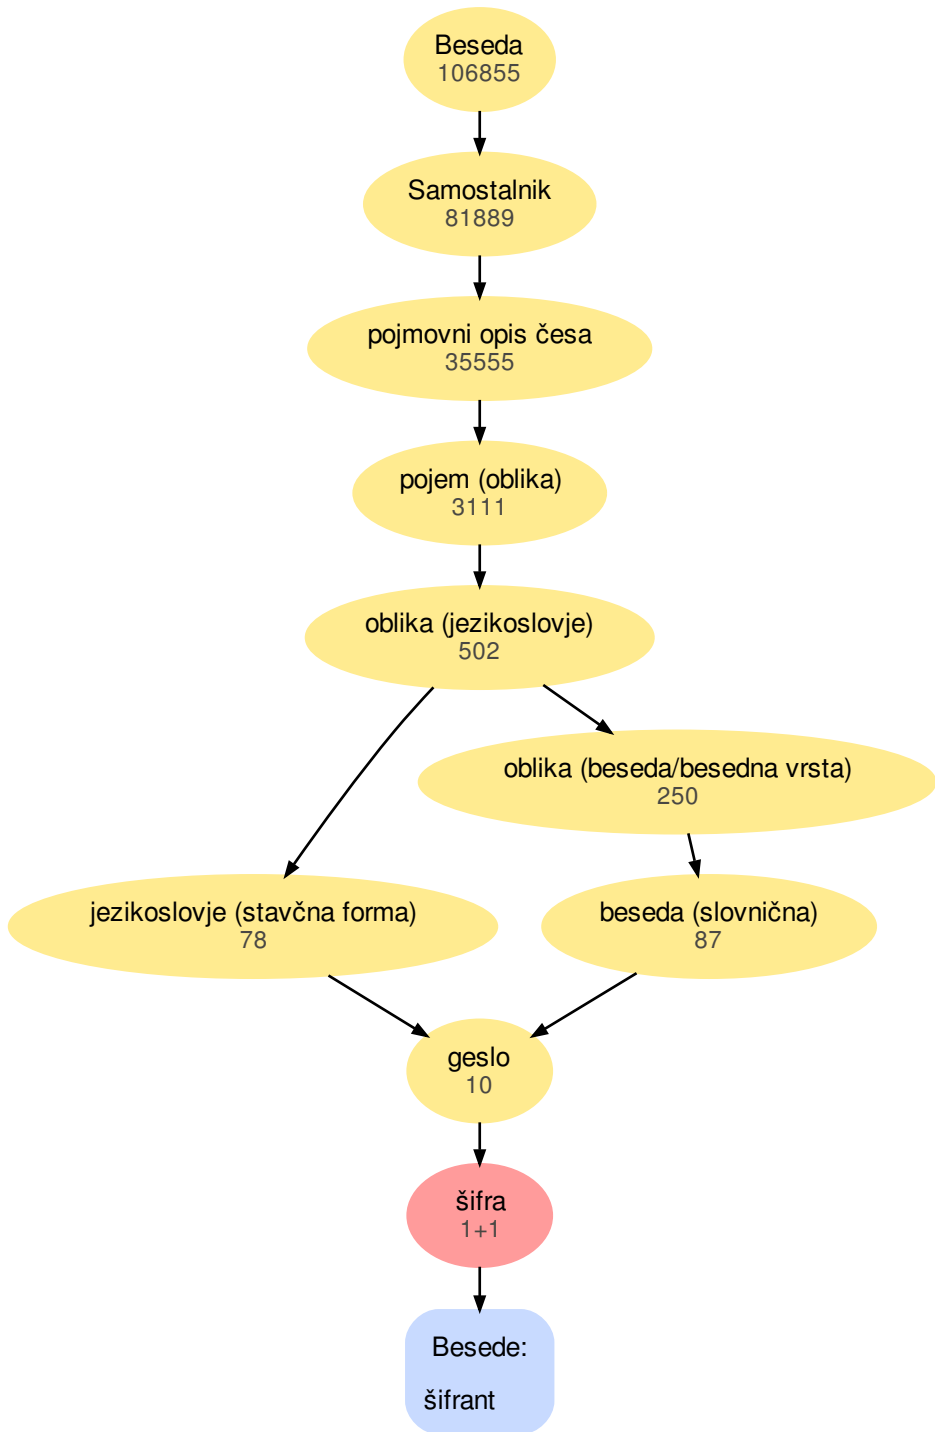 Beseda
106855
Samostalnik
81889
pojmovni opis česa
35555
pojem (oblika)
3111
oblika (jezikoslovje)
502
oblika (beseda/besedna vrsta)
250
jezikoslovje (stavčna forma)
78
beseda (slovnična)
87
geslo
10
šifra
1+1
Besede:
šifrant